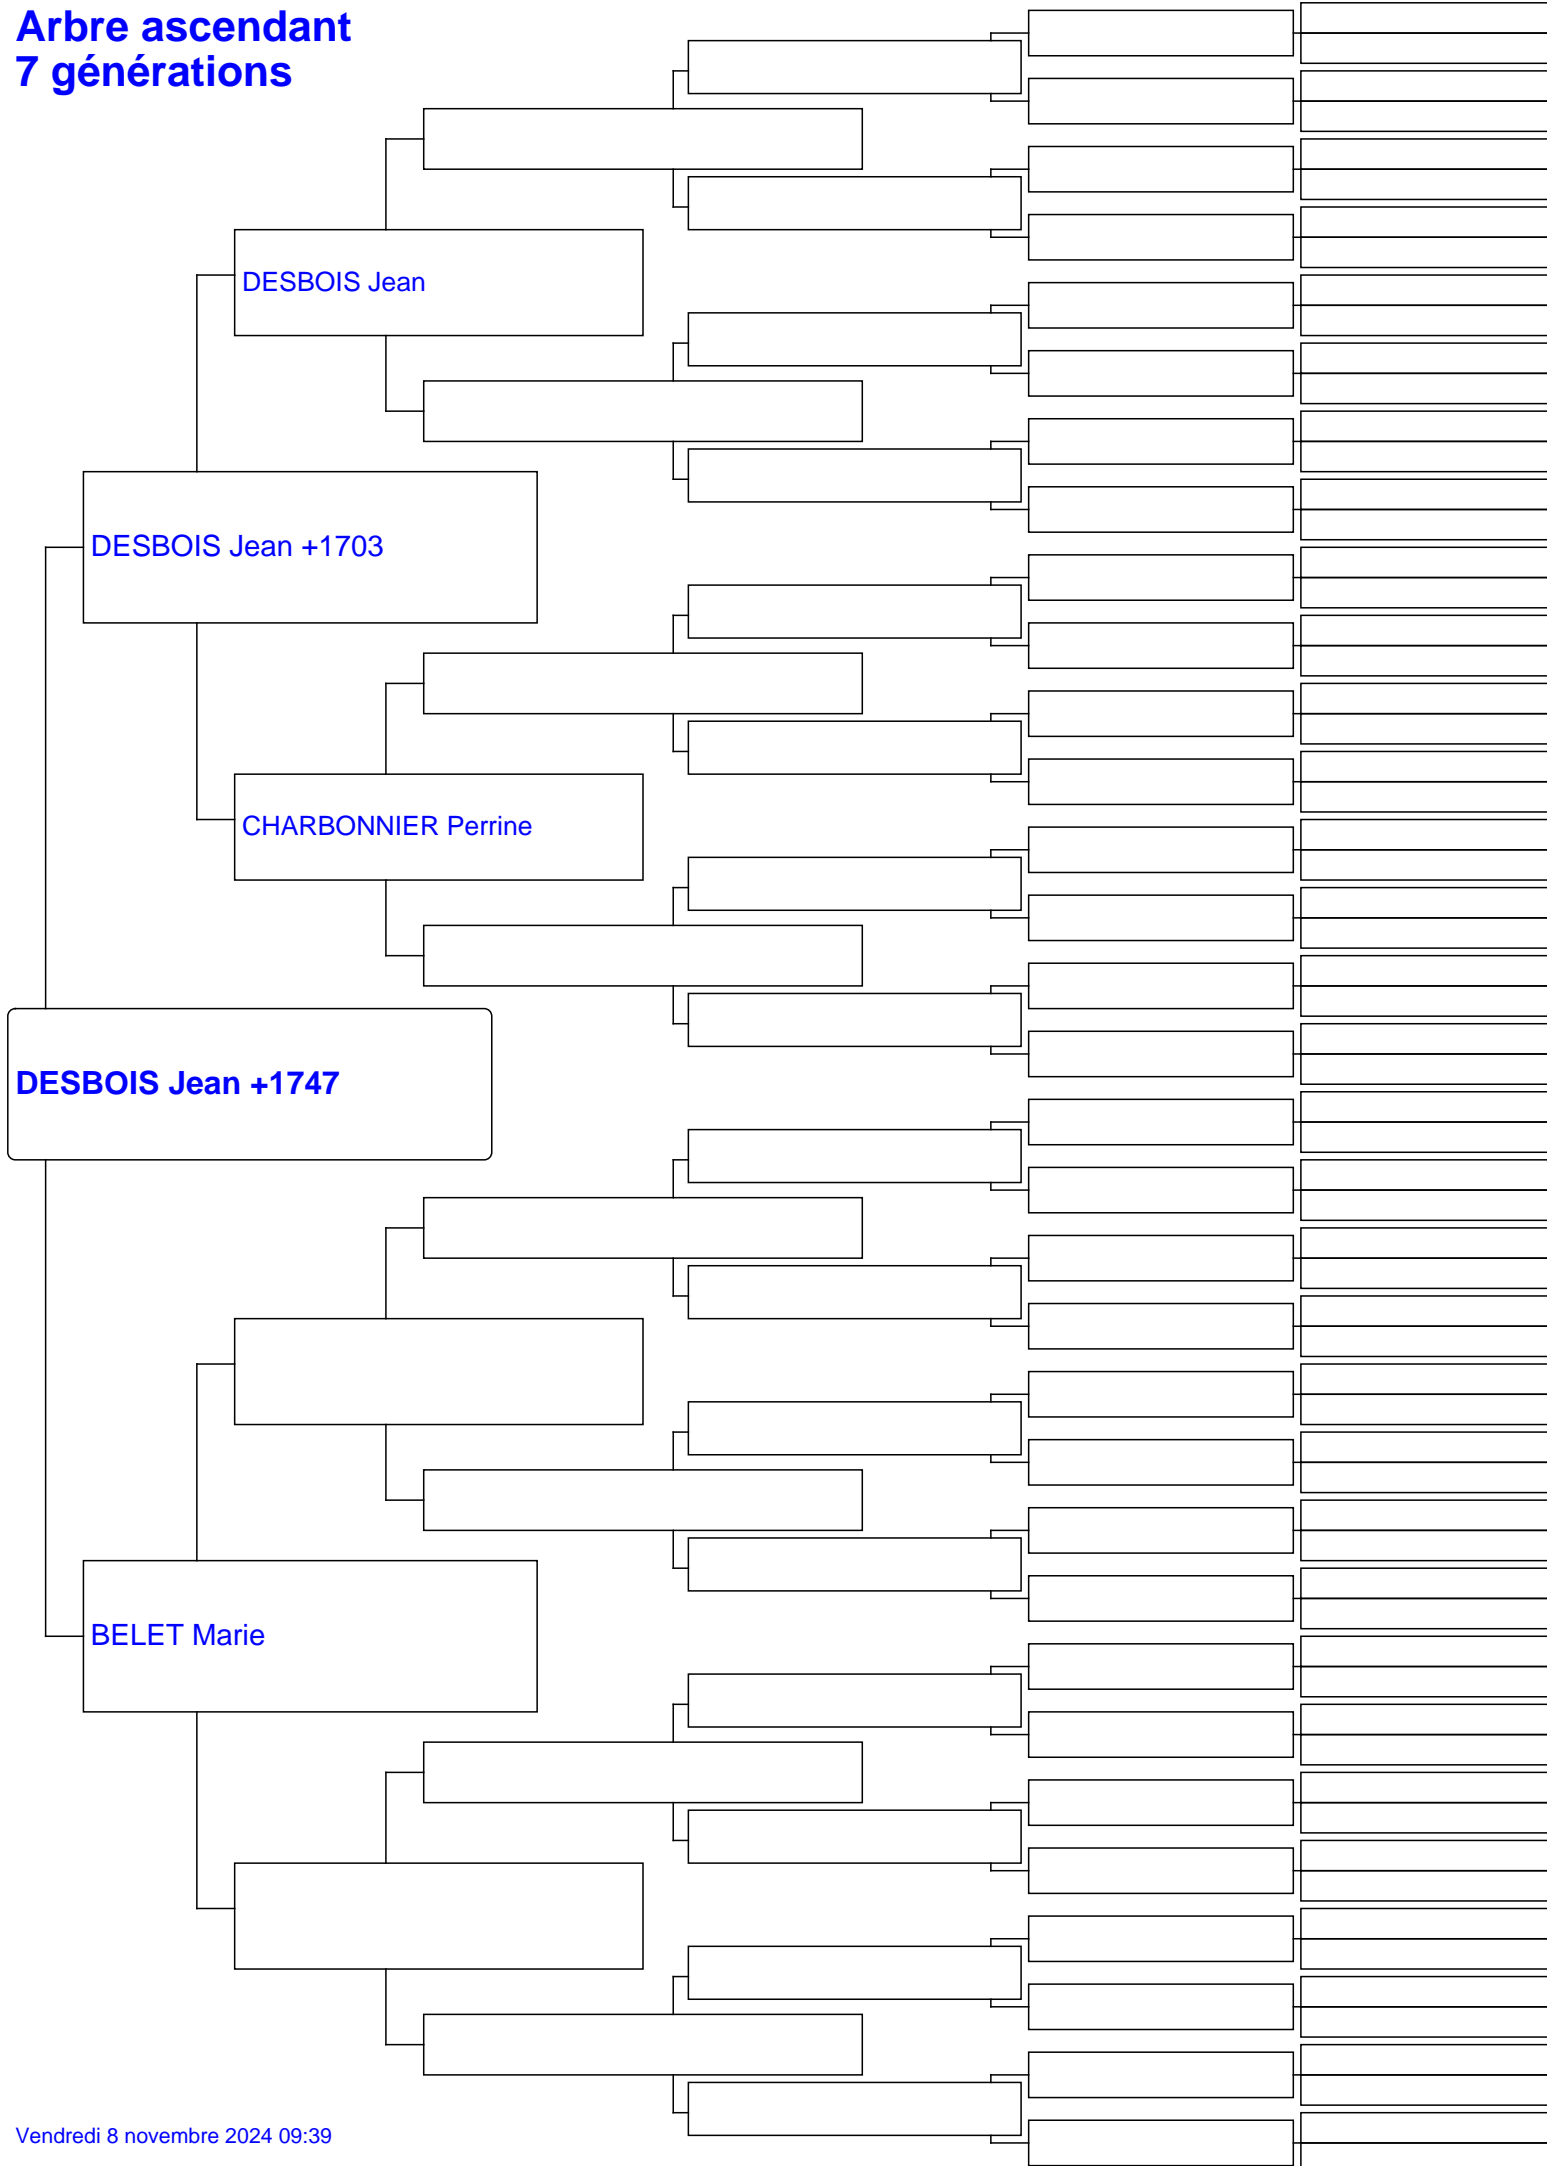 Arbre ascendant
7 générations
DESBOIS Jean
DESBOIS Jean +1703
CHARBONNIER Perrine
DESBOIS Jean +1747
BELET Marie
Vendredi 8 novembre 2024 09:39